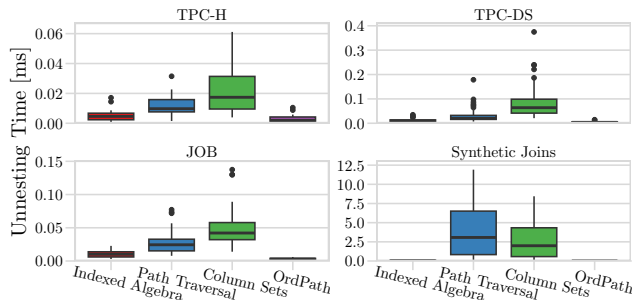 TPC-H
TPC-DS
0.06
0.04
0.02
0.00
0.4
0.3
0.2
0.1
0.0
Unnesting Time [ms]
JOB
Synthetic Joins
0.15
0.10
0.05
0.00
12.5
10.0
7.5
5.0
2.5
0.0
Indexed Algebra
Path Traversal
Column Sets
OrdPath
Indexed Algebra
Path Traversal
Column Sets
OrdPath